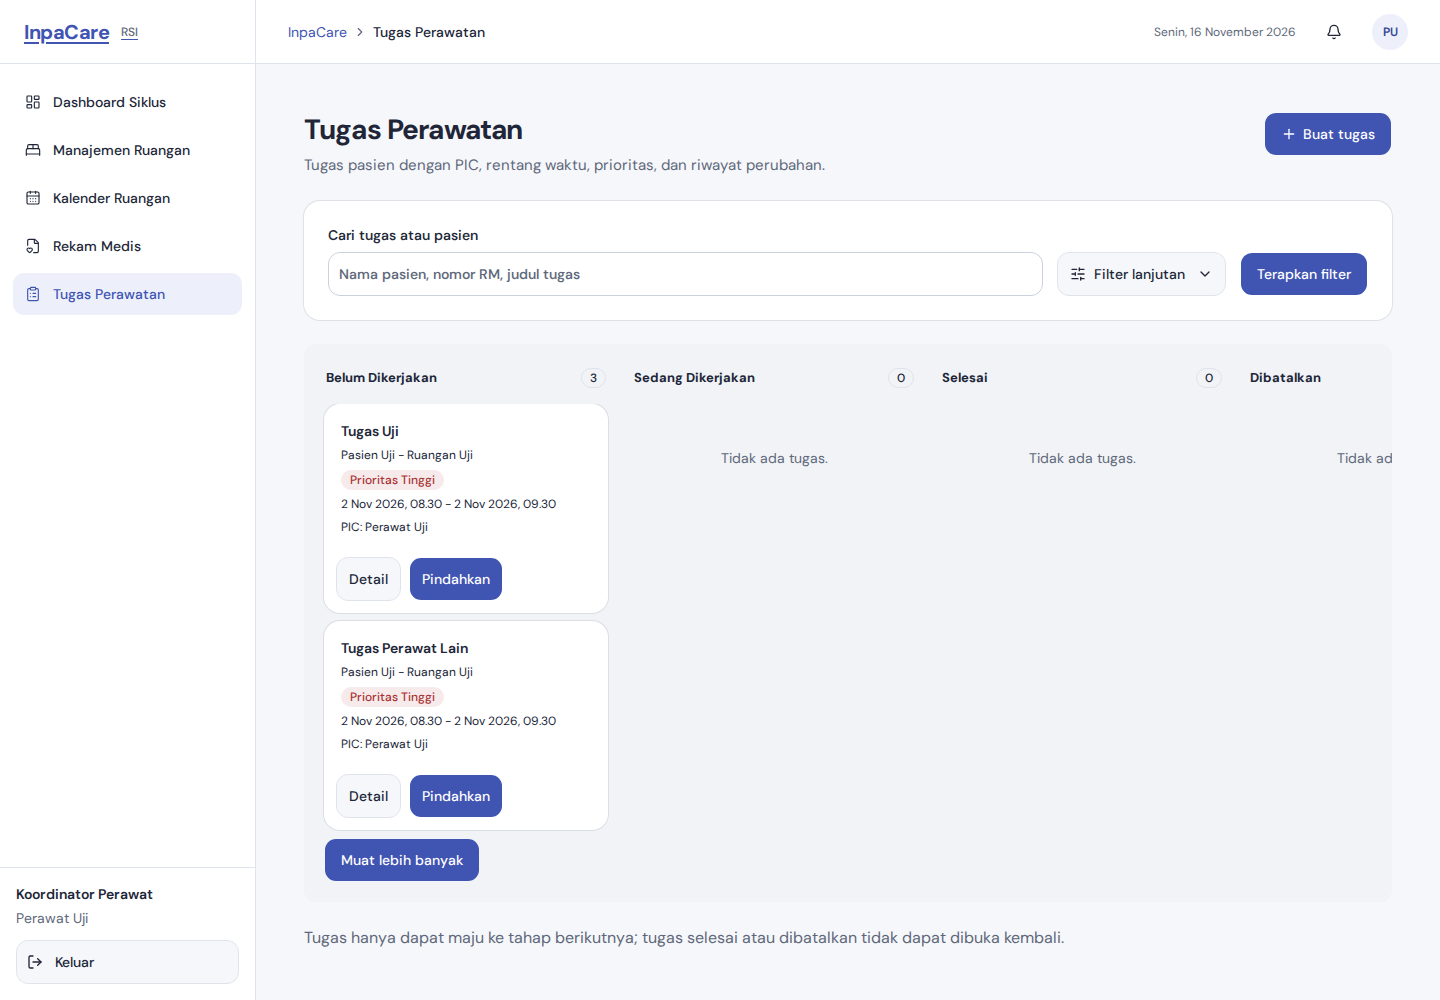 InpaCare RSI
InpaCare > Tugas Perawatan
Senin, 16 November 2026
PU
Dashboard Siklus
Manajemen Ruangan
Kalender Ruangan
Rekam Medis
Tugas Perawatan
Koordinator Perawat
Perawat Uji
Keluar
Tugas Perawatan
Tugas pasien dengan PIC, rentang waktu, prioritas, dan riwayat perubahan.
+ Buat tugas
Cari tugas atau pasien
Nama pasien, nomor RM, judul tugas
Filter lanjutan
Terapkan filter
Belum Dikerjakan 3
Tugas Uji
Pasien Uji - Ruangan Uji
Prioritas Tinggi
2 Nov 2026, 08.30 - 2 Nov 2026, 09.30
PIC: Perawat Uji
Detail
Pindahkan
Tugas Perawat Lain
Pasien Uji - Ruangan Uji
Prioritas Tinggi
2 Nov 2026, 08.30 - 2 Nov 2026, 09.30
PIC: Perawat Uji
Detail
Pindahkan
Muat lebih banyak
Sedang Dikerjakan 0
Tidak ada tugas.
Selesai 0
Tidak ada tugas.
Dibatalkan
Tidak ad
Tugas hanya dapat maju ke tahap berikutnya; tugas selesai atau dibatalkan tidak dapat dibuka kembali.